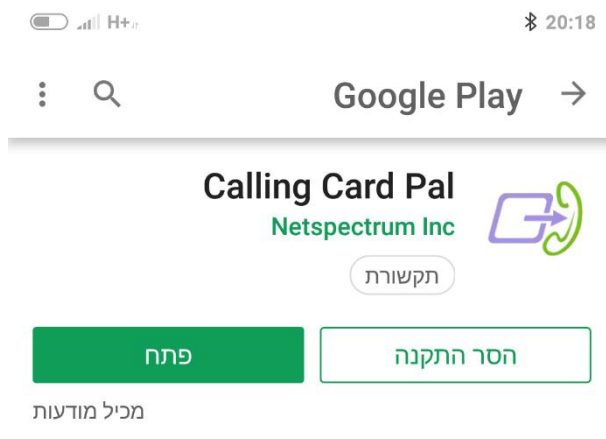 H+ 20:18
Google Play
Calling Card Pal
Netspectrum Inc
תקשורת
הסר התקנה
פתח
מכיל מודעות